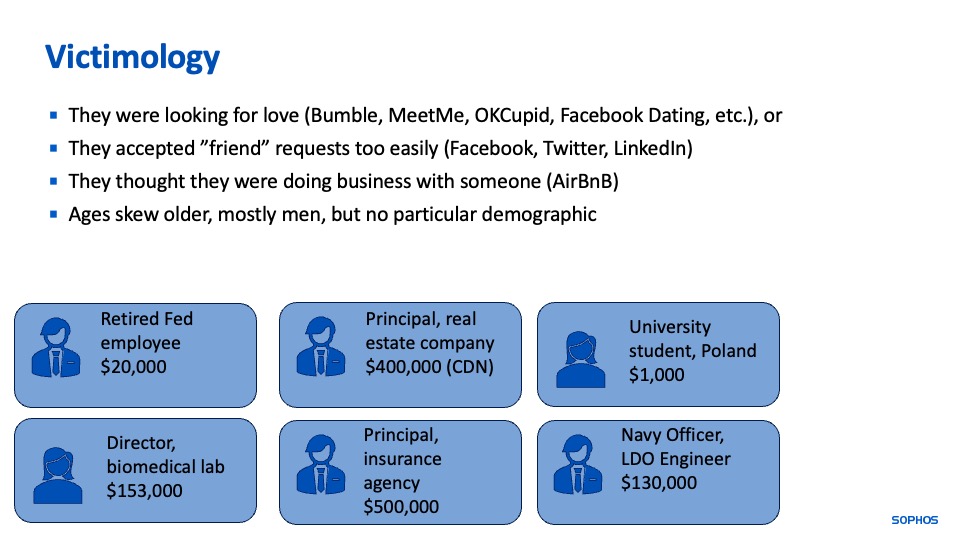 Victimology
▪ They were looking for love (Bumble, MeetMe, OKCupid, Facebook Dating, etc.), or
▪ They accepted ”friend” requests too easily (Facebook, Twitter, LinkedIn)
▪ They thought they were doing business with someone (AirBnB)
▪ Ages skew older, mostly men, but no particular demographic
Retired Fed
employee
$20,000
Principal, real
estate company
$400,000 (CDN)
University
student, Poland
$1,000
Director,
biomedical lab
$153,000
Principal,
insurance
agency
$500,000
Navy Officer,
LDO Engineer
$130,000
SOPHOS